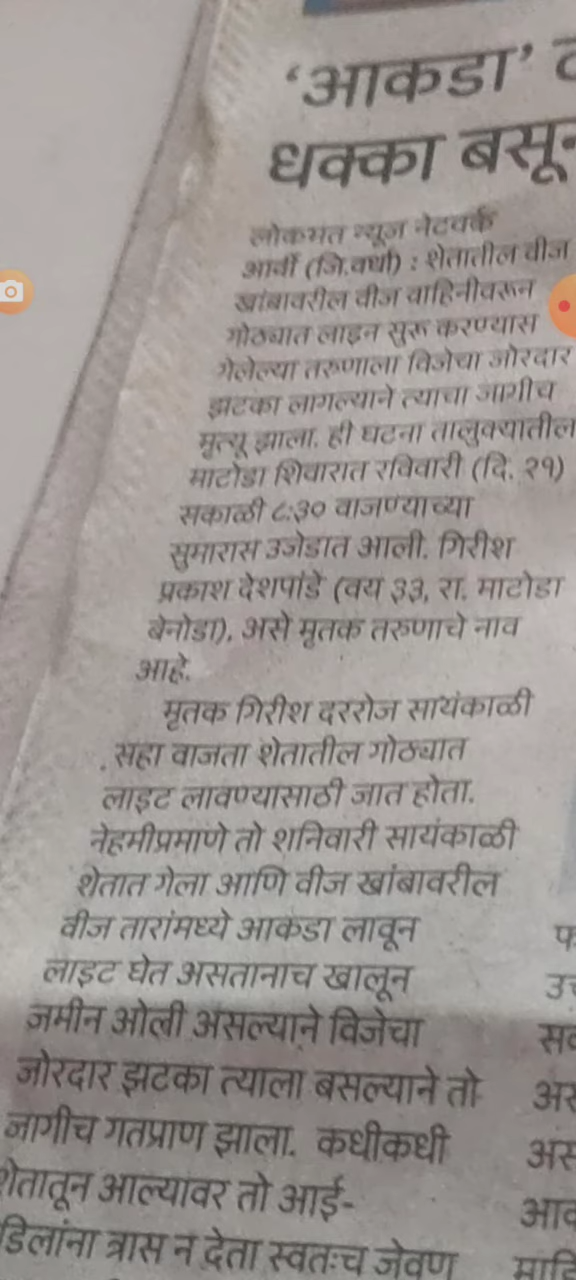 'आकडा'
धक्का बसून
लोकमत न्यूज नेटवर्क
आर्वी (जि.वर्धा) : शेतातील वीज
खांबावरील वीज वाहिनीवरून
गोठ्यात लाइन सुरू करण्यास
गेलेल्या तरुणाला विजेचा जोरदार
झटका लागल्याने त्याचा जागीच
मृत्यू झाला. ही घटना तालुक्यातील
माटोडा शिवारात रविवारी (दि. २१)
सकाळी ८:३० वाजण्याच्या
सुमारास उजेडात आली. गिरीश
प्रकाश देशपांडे (वय ३३, रा. माटोडा
बेनोडा), असे मृतक तरुणाचे नाव
आहे.
मृतक गिरीश दररोज सायंकाळी
सहा वाजता शेतातील गोठ्यात
लाइट लावण्यासाठी जात होता.
नेहमीप्रमाणे तो शनिवारी सायंकाळी
शेतात गेला आणि वीज खांबावरील
वीज तारांमध्ये आकडा लावून
लाइट घेत असतानाच खालून
जमीन ओली असल्याने विजेचा
जोरदार झटका त्याला बसल्याने तो
जागीच गतप्राण झाला. कधीकधी
शेतातून आल्यावर तो आई-
डिलांना त्रास न देता स्वतःच जेवण